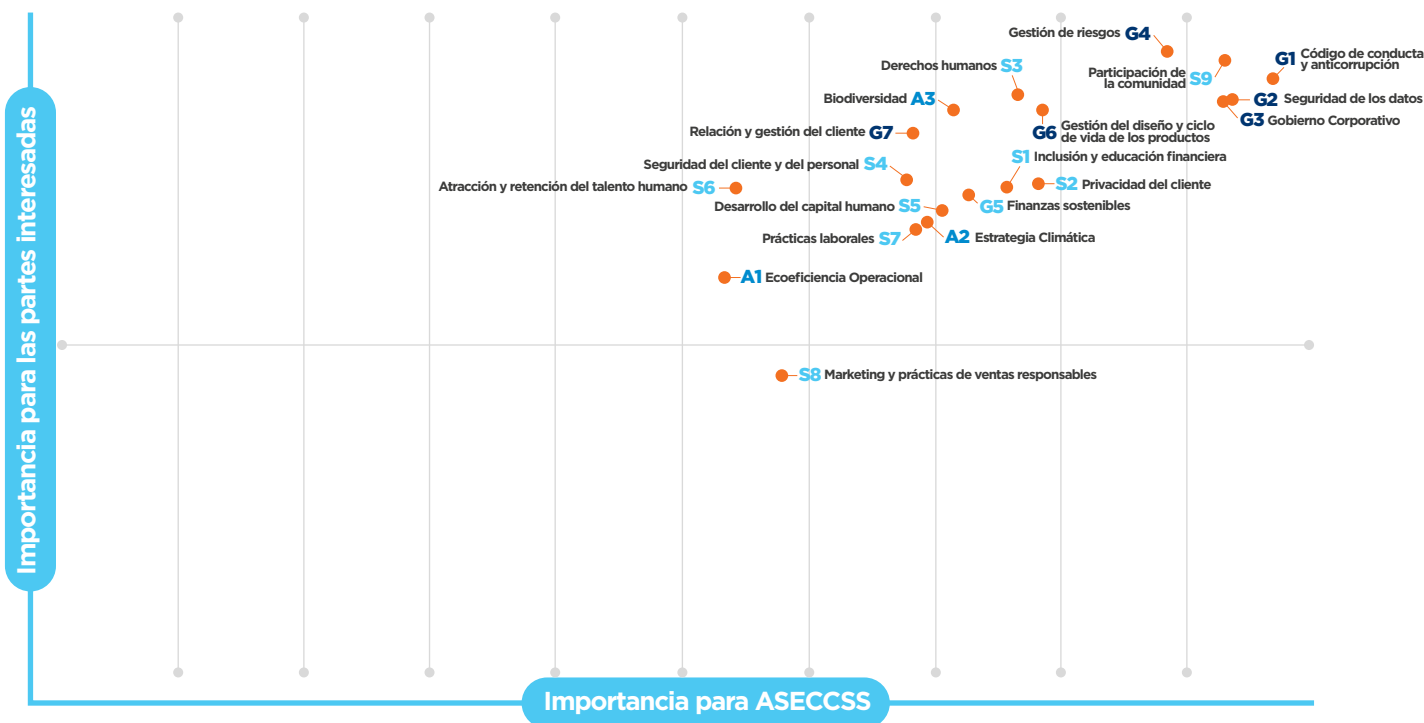 Importancia para las partes interesadas
Gestión de riesgos G4
Derechos humanos S3
Participación de
la comunidad S9
G1 Código de conducta
y anticorrupción
Biodiversidad A3
G2 Seguridad de los datos
G3 Gobierno Corporativo
Relación y gestión del cliente G7
G6 Gestión del diseño y ciclo
de vida de los productos
S1 Inclusión y educación financiera
Seguridad del cliente y del personal S4
Atracción y retención del talento humano S6
S2 Privacidad del cliente
Desarrollo del capital humano S5
G5 Finanzas sostenibles
Prácticas laborales S7
A2 Estrategia Climática
A1 Ecoeficiencia Operacional
S8 Marketing y prácticas de ventas responsables
Importancia para ASECCSS